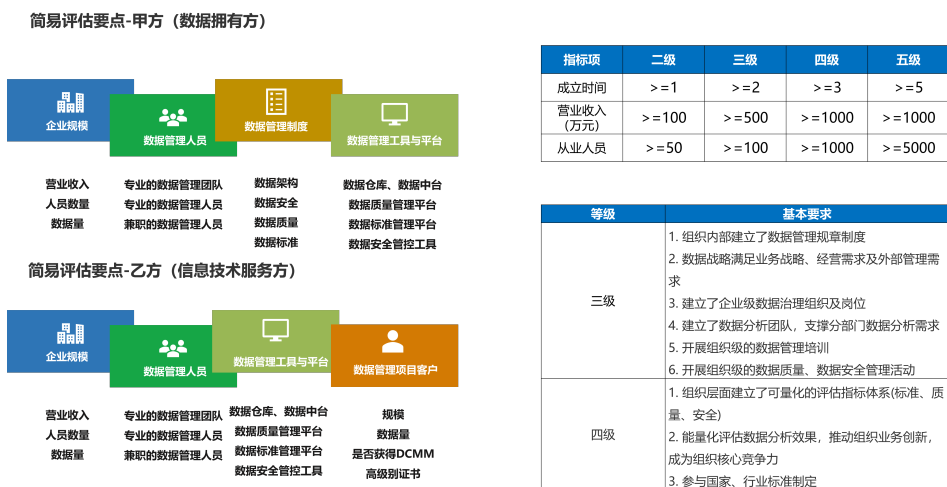 简易评估要点-甲方（数据拥有方）
企业规模
数据管理人员
数据管理制度
数据管理工具与平台
营业收入
人员数量
数据量
专业的数据管理团队
专业的数据管理人员
兼职的数据管理人员
数据架构
数据安全
数据质量
数据标准
数据仓库、数据中台
数据质量管理平台
数据标准管理平台
数据安全管控工具
简易评估要点-乙方（信息技术服务方）
企业规模
数据管理人员
数据管理工具与平台
数据管理项目客户
营业收入
人员数量
数据量
专业的数据管理团队
专业的数据管理人员
兼职的数据管理人员
数据仓库、数据中台
数据质量管理平台
数据标准管理平台
数据安全管控工具
规模
数据量
是否获得DCMM
高级别证书
指标项 二级 三级 四级 五级
成立时间 >=1 >=2 >=3 >=5
营业收入
（万元） >=100 >=500 >=1000 >=1000
从业人员 >=50 >=100 >=1000 >=5000
等级 基本要求
三级
1. 组织内部建立了数据管理规章制度
2. 数据战略满足业务战略、经营需求及外部管理需
求
3. 建立了企业级数据治理组织及岗位
4. 建立了数据分析团队，支撑分部门数据分析需求
5. 开展组织级的数据管理培训
6. 开展组织级的数据质量、数据安全管理活动
四级
1. 组织层面建立了可量化的评估指标体系(标准、质
量、安全)
2. 能量化评估数据分析效果，推动组织业务创新，
成为组织核心竞争力
3. 参与国家、行业标准制定